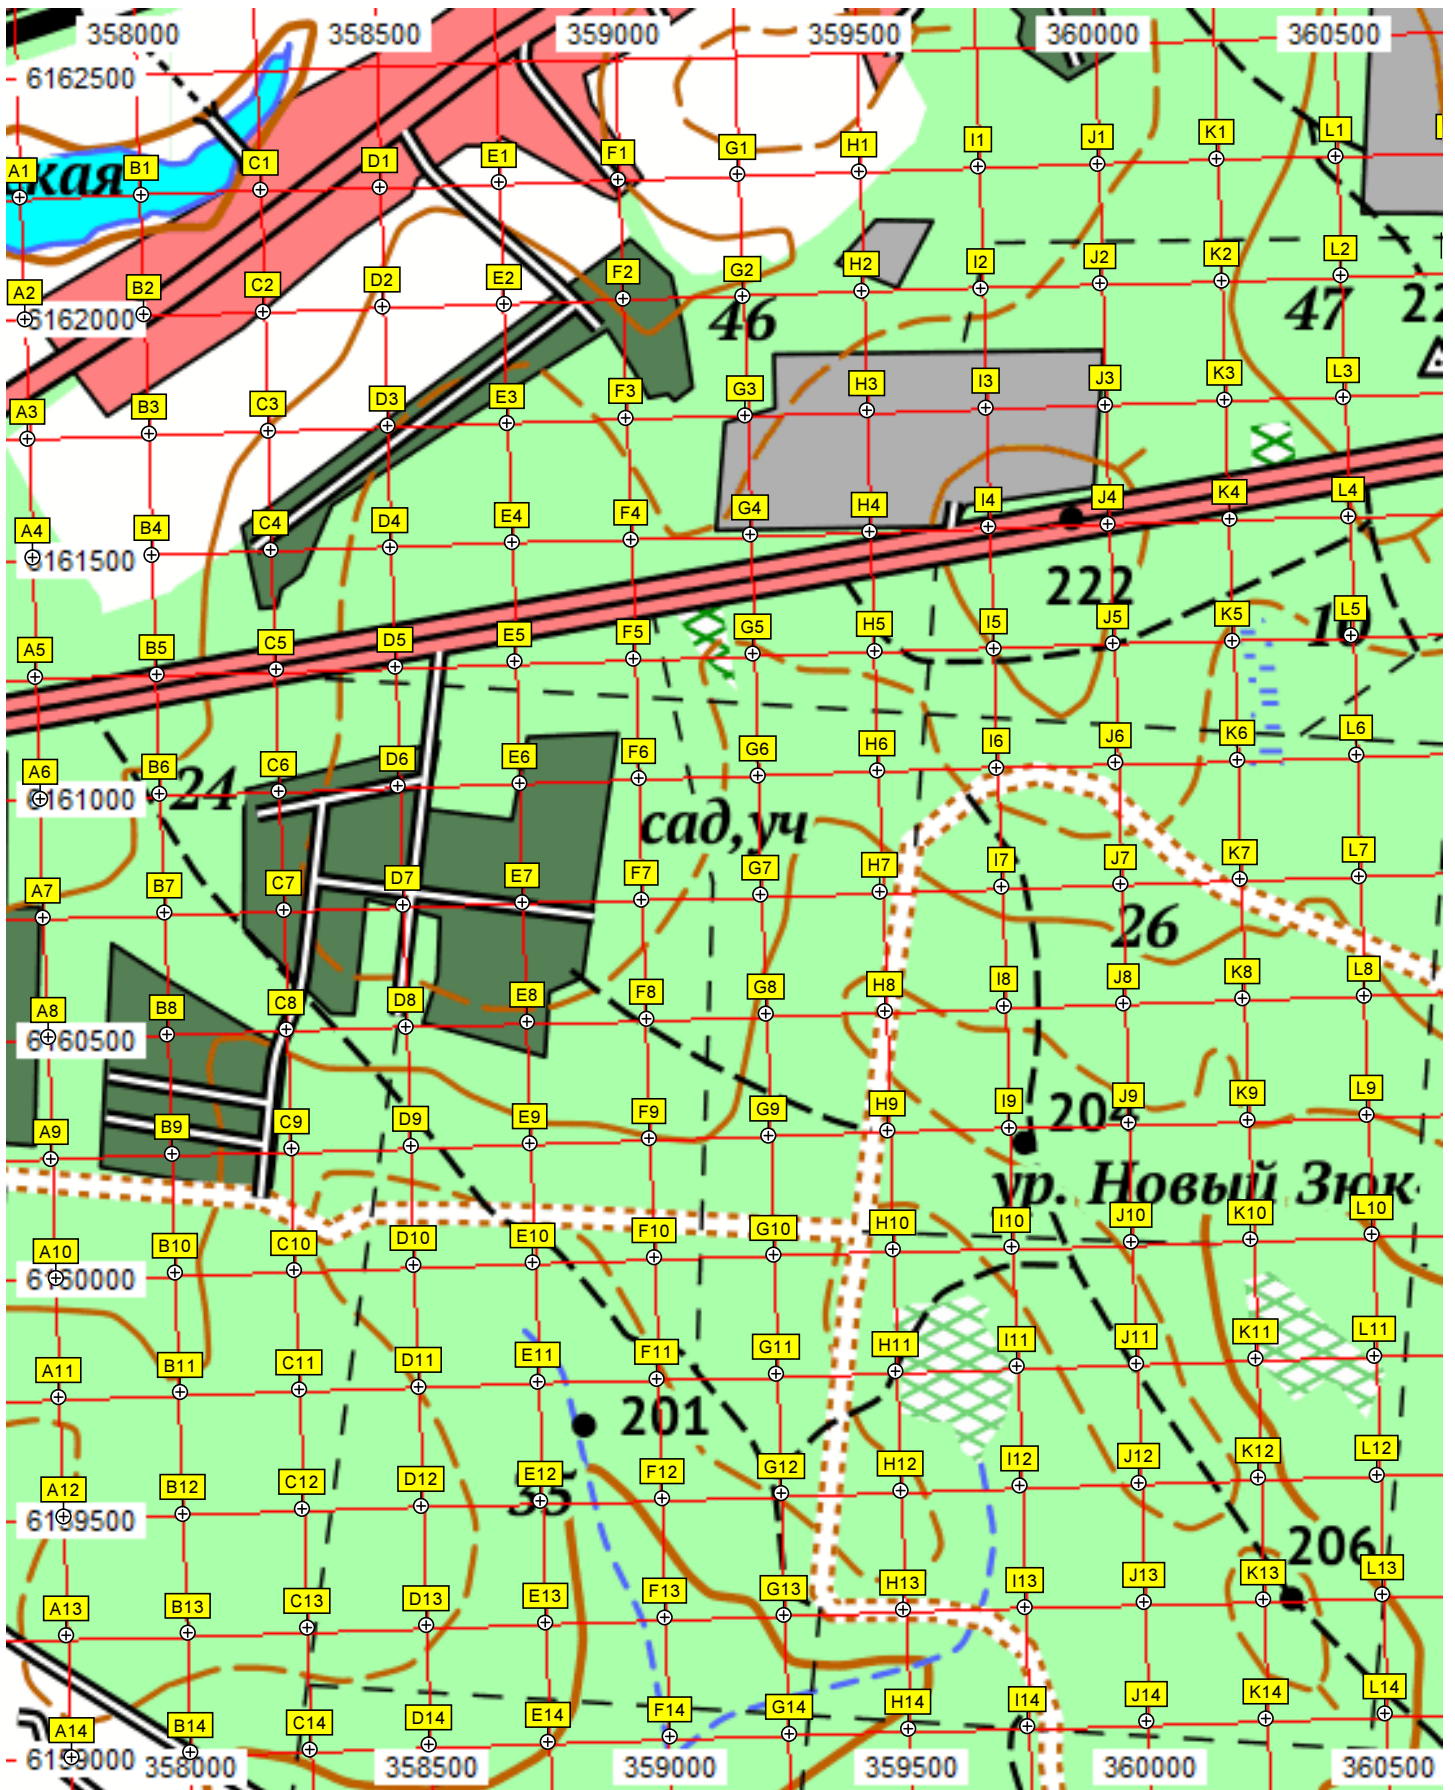 358000 358500 359000 359500 360000 360500
6162500
A1 B1 C1 D1 E1 F1 G1 H1 I1 J1 K1 L1
ская
A2 B2 C2 D2 E2 F2 G2 H2 I2 J2 K2 L2
6162000 46 47 22
A3 B3 C3 D3 E3 F3 G3 H3 I3 J3 K3 L3
A4 B4 C4 D4 E4 F4 G4 H4 I4 J4 K4 L4
6161500 222
A5 B5 C5 D5 E5 F5 G5 H5 I5 J5 K5 L5
A6 B6 C6 D6 E6 F6 G6 H6 I6 J6 K6 L6
6161000 24 сад,уч
A7 B7 C7 D7 E7 F7 G7 H7 I7 J7 K7 L7
26
A8 B8 C8 D8 E8 F8 G8 H8 I8 J8 K8 L8
6160500
A9 B9 C9 D9 E9 F9 G9 H9 I9 J9 K9 L9
204
ур. Новый Зюк-
A10 B10 C10 D10 E10 F10 G10 H10 I10 J10 K10 L10
6160000
A11 B11 C11 D11 E11 F11 G11 H11 I11 J11 K11 L11
201
A12 B12 C12 D12 E12 F12 G12 H12 I12 J12 K12 L12
6159500 35 206
A13 B13 C13 D13 E13 F13 G13 H13 I13 J13 K13 L13
A14 B14 C14 D14 E14 F14 G14 H14 I14 J14 K14 L14
6159000 358000 358500 359000 359500 360000 360500